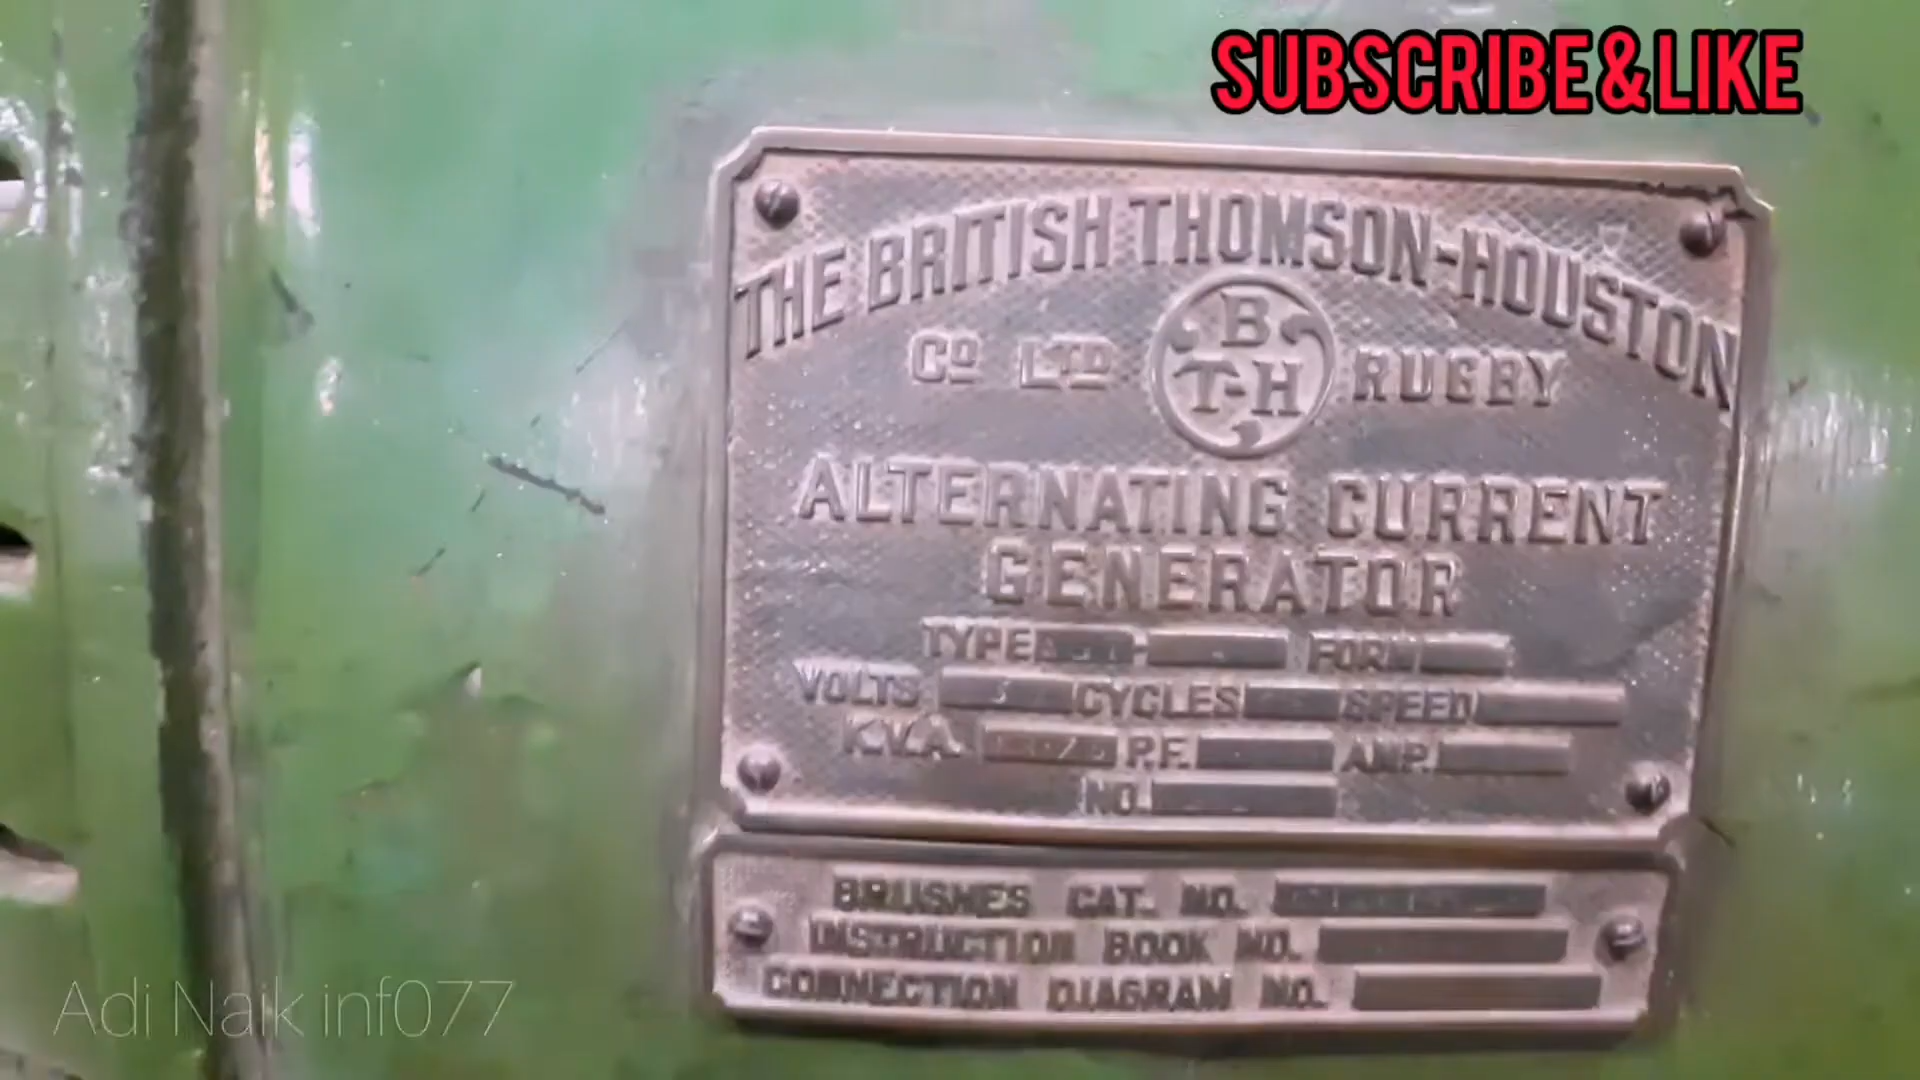 SUBSCRIBE & LIKE
THE BRITISH THOMSON-HOUSTON
Co LTD B T-H RUGBY
ALTERNATING CURRENT
GENERATOR
TYPE FORM
VOLTS CYCLES SPEED
K.V.A. P.F. AMP.
NO.
BRUSHES CAT. NO.
INSTRUCTION BOOK NO.
CONNECTION DIAGRAM NO.
Adi Naik inf077